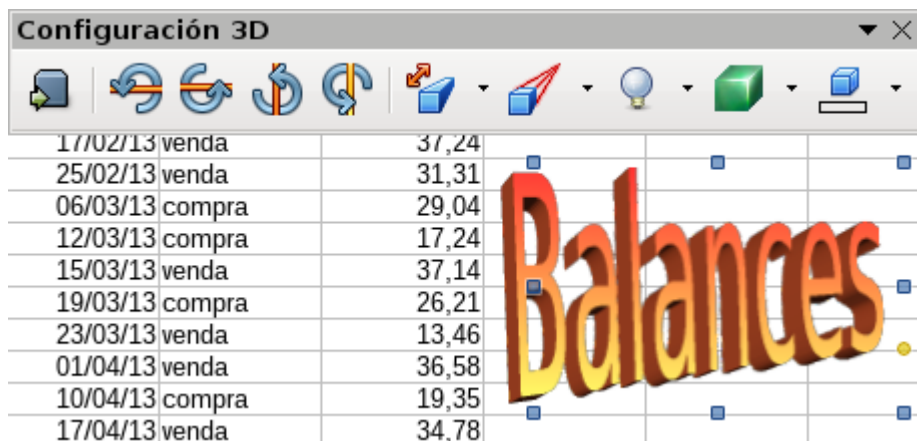 Configuración 3D
17/02/13 venda 37,24
25/02/13 venda 31,31
06/03/13 compra 29,04
12/03/13 compra 17,24
15/03/13 venda 37,14
19/03/13 compra 26,21
23/03/13 venda 13,46
01/04/13 venda 36,58
10/04/13 compra 19,35
17/04/13 venda 34,78
Balances